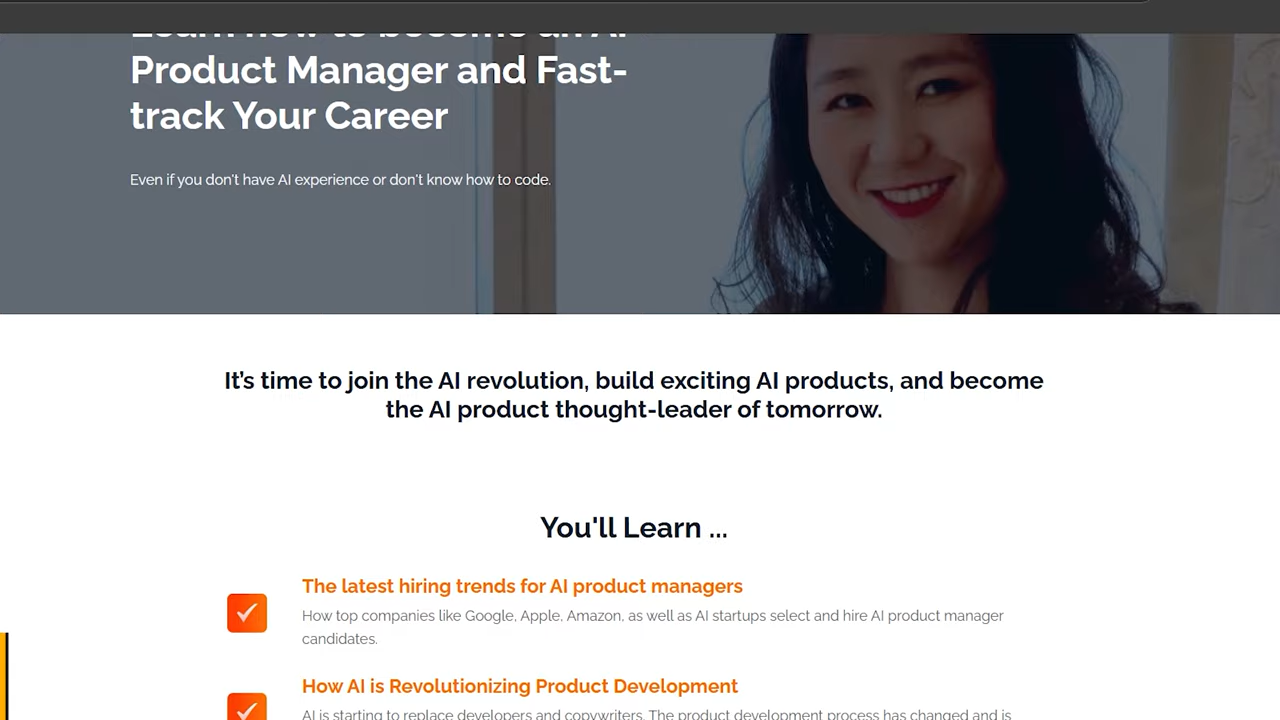 Learn how to become an AI
Product Manager and Fast-
track Your Career
Even if you don't have AI experience or don't know how to code.
It's time to join the AI revolution, build exciting AI products, and become
the AI product thought-leader of tomorrow.
You'll Learn ...
The latest hiring trends for AI product managers
How top companies like Google, Apple, Amazon, as well as AI startups select and hire AI product manager
candidates.
How AI is Revolutionizing Product Development
AI is starting to replace developers and copywriters. The product development process has changed and is